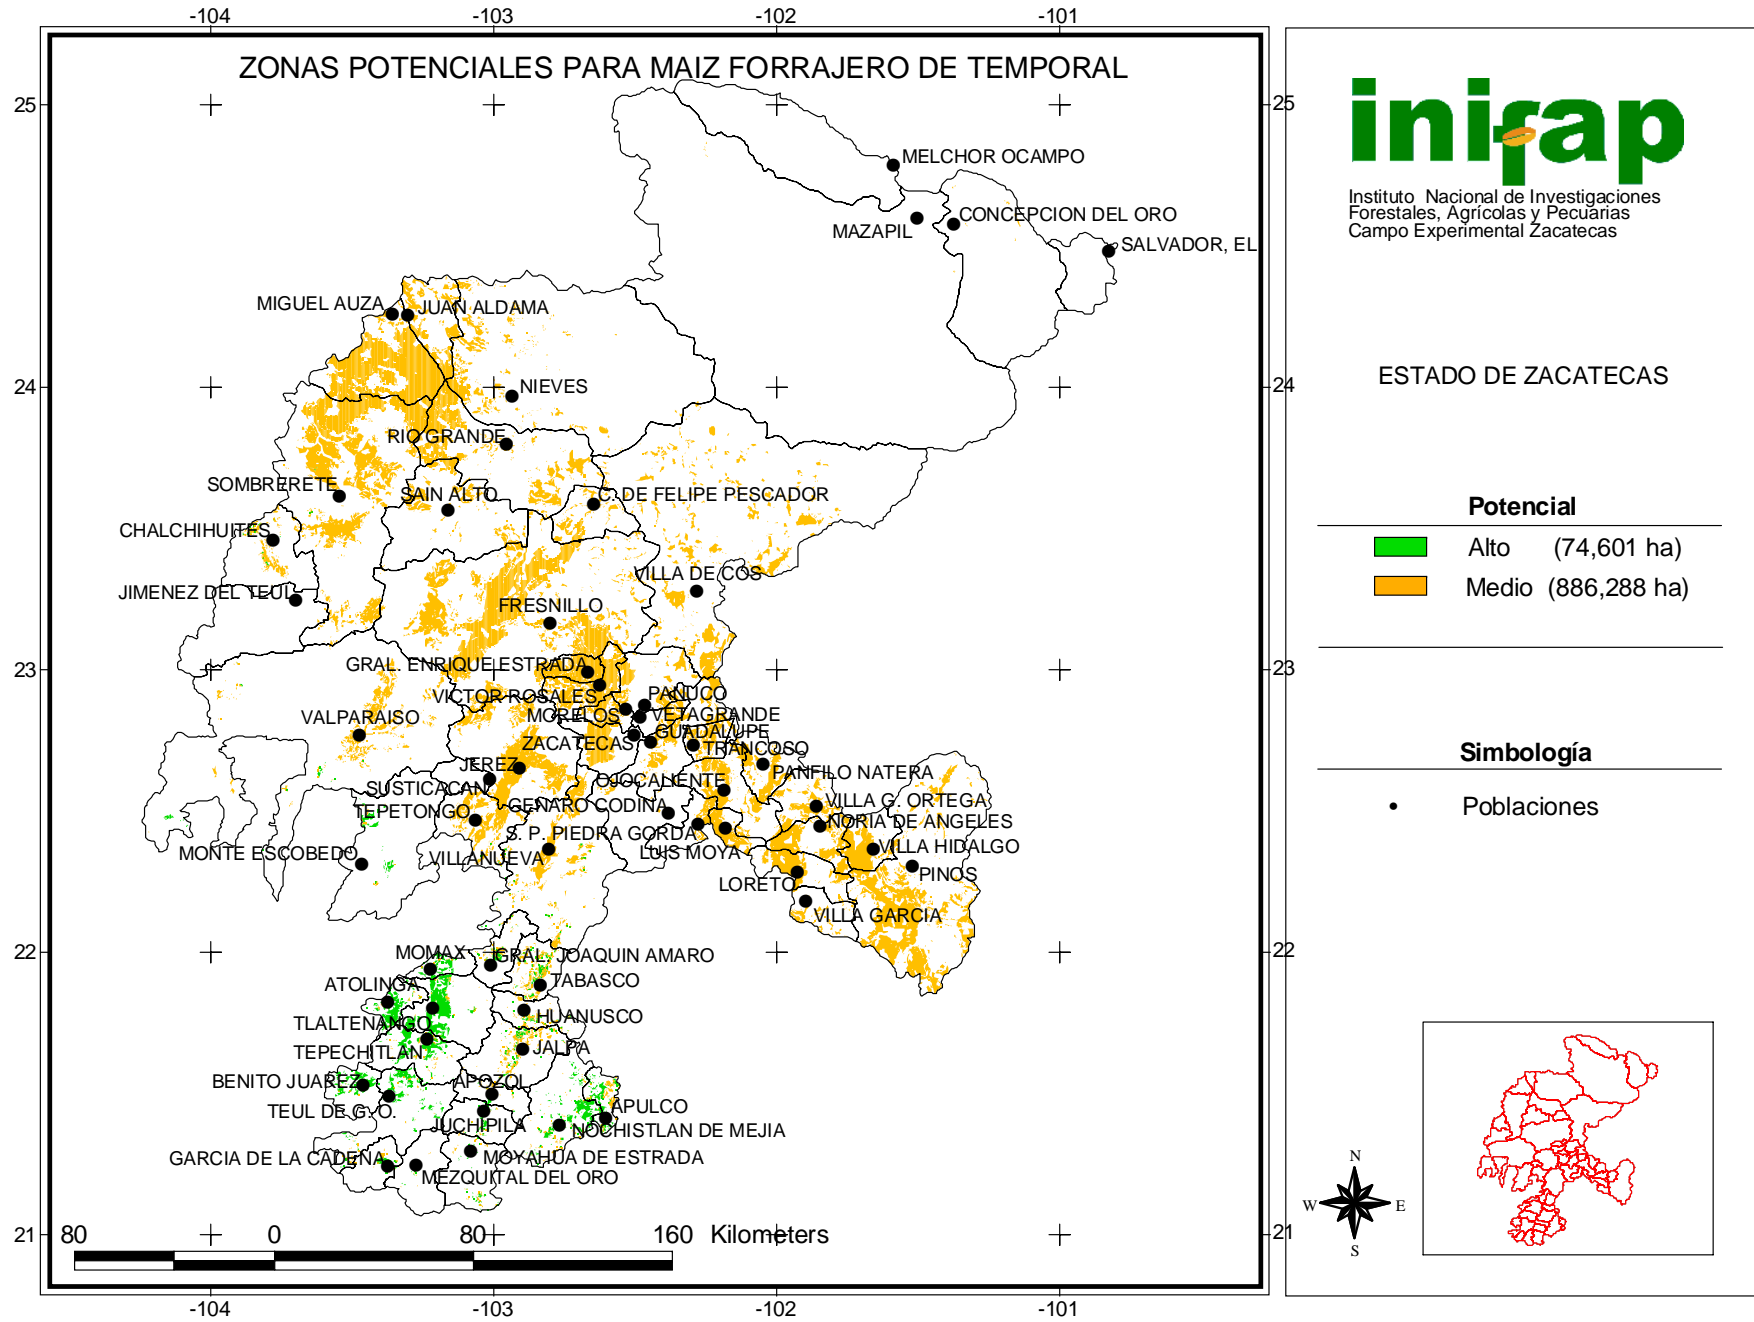 -104 -103 -102 -101
ZONAS POTENCIALES PARA MAIZ FORRAJERO DE TEMPORAL
25 25
MELCHOR OCAMPO
CONCEPCION DEL ORO
MAZAPIL
SALVADOR, EL
MIGUEL AUZA
JUAN ALDAMA
24 24
NIEVES
RIO GRANDE
SOMBRERETE
SAIN ALTO
C. DE FELIPE PESCADOR
CHALCHIHUITES
VILLA DE COS
JIMENEZ DEL TEUL
FRESNILLO
23 23
GRAL. ENRIQUE ESTRADA
VICTOR ROSALES
PANUCO
VALPARAISO
MORELOS
VETAGRANDE
GUADALUPE
ZACATECAS
TRANCOSO
JEREZ
PANFILO NATERA
SUSTICACAN
OJOCALIENTE
TEPETONGO
GENARO CODINA
VILLA G. ORTEGA
NORIA DE ANGELES
S. P. PIEDRA GORDA
MONTE ESCOBEDO
VILLANUEVA
LUIS MOYA
VILLA HIDALGO
PINOS
LORETO
VILLA GARCIA
22 22
MOMAX
GRAL. JOAQUIN AMARO
ATOLINGA
TABASCO
TLALTENANGO
HUANUSCO
TEPECHITLAN
JALPA
BENITO JUAREZ
APOZOL
TEUL DE G. O.
APULCO
JUCHIPILA
NOCHISTLAN DE MEJIA
GARCIA DE LA CADENA
MOYAHUA DE ESTRADA
MEZQUITAL DEL ORO
21 21
80 0 80 160 Kilometers
-104 -103 -102 -101
inifap
Instituto Nacional de Investigaciones
Forestales, Agrícolas y Pecuarias
Campo Experimental Zacatecas
ESTADO DE ZACATECAS
Potencial
Alto (74,601 ha)
Medio (886,288 ha)
Simbología
Poblaciones
N
W E
S